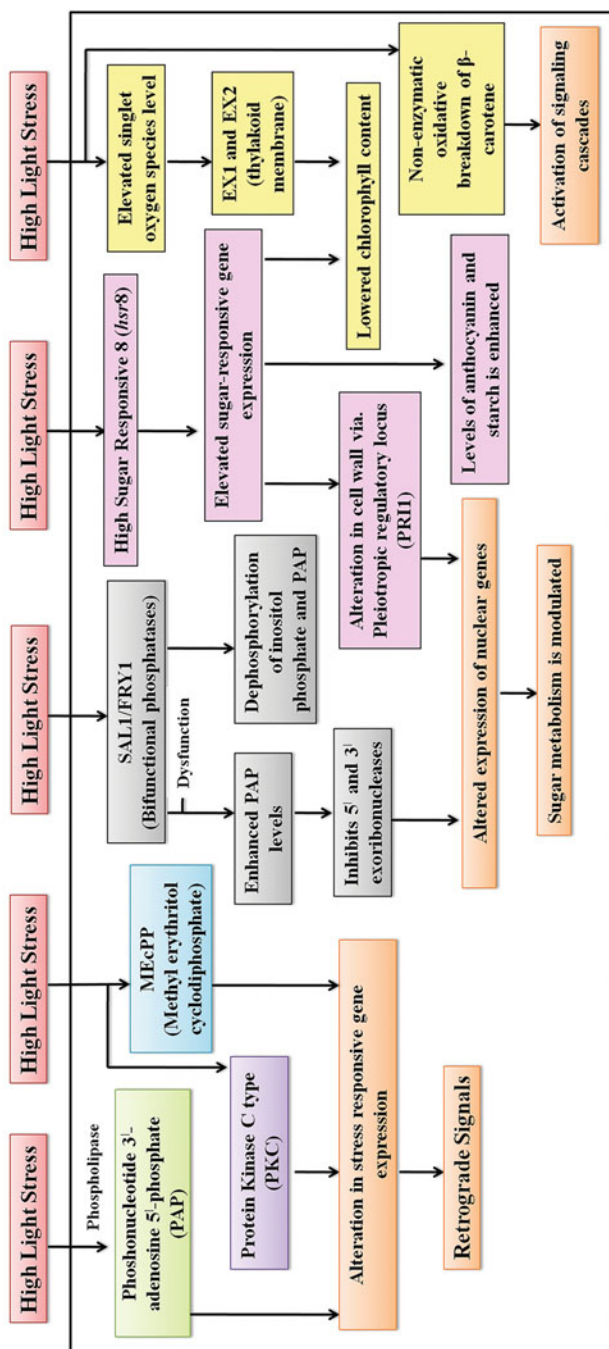 High Light Stress
High Light Stress
High Light Stress
High Light Stress
High Light Stress
Phospholipase
Phoshonucleotide 3ˈ-
adenosine 5ˈ-phosphate
(PAP)
MEcPP
(Methyl erythritol
cyclodiphosphate)
Protein Kinase C type
(PKC)
Alteration in stress responsive gene
expression
Retrograde Signals
SAL1/FRY1
(Bifunctional phosphatases)
Dysfunction
Enhanced PAP
levels
Dephosphorylation
of inositol
phosphate and PAP
Inhibits 5ˈ and 3ˈ
exoribonucleases
High Sugar Responsive 8 (hsr8)
Elevated sugar-responsive gene
expression
Alteration in cell wall via.
Pleiotropic regulatory locus
(PRI1)
Levels of anthocyanin and
starch is enhanced
Altered expression of nuclear genes
Sugar metabolism is modulated
Elevated singlet
oxygen species level
EX1 and EX2
(thylakoid
membrane)
Lowered chlorophyll content
Non-enzymatic
oxidative
breakdown of β-
carotene
Activation of signaling
cascades